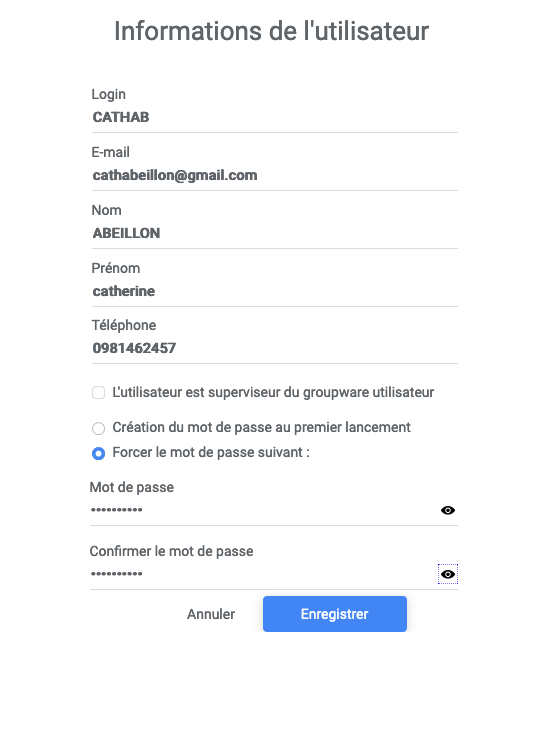 Informations de l'utilisateur
Login
CATHAB
E-mail
cathabeillon@gmail.com
Nom
ABEILLON
Prénom
catherine
Téléphone
0981462457
L'utilisateur est superviseur du groupware utilisateur
Création du mot de passe au premier lancement
Forcer le mot de passe suivant :
Mot de passe
••••••••••
Confirmer le mot de passe
••••••••••
Annuler Enregistrer